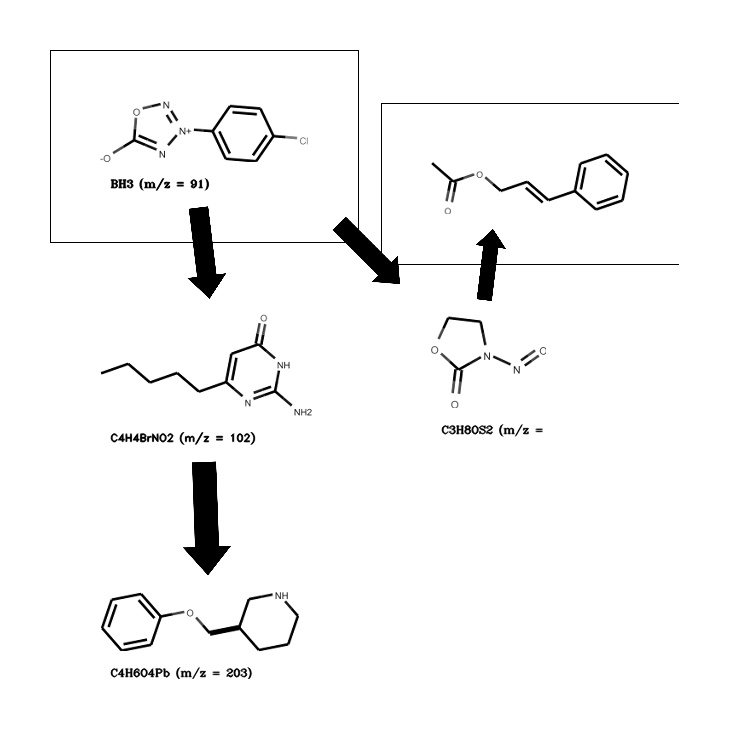 O
N
N+
N
-O
Cl
BH3 (m/z = 91)
O
O
O
NH
N
NH2
C4H4BrNO2 (m/z = 102)
O
N
N
O
O
C3H8OS2 (m/z =
O
NH
C4H6O4Pb (m/z = 203)